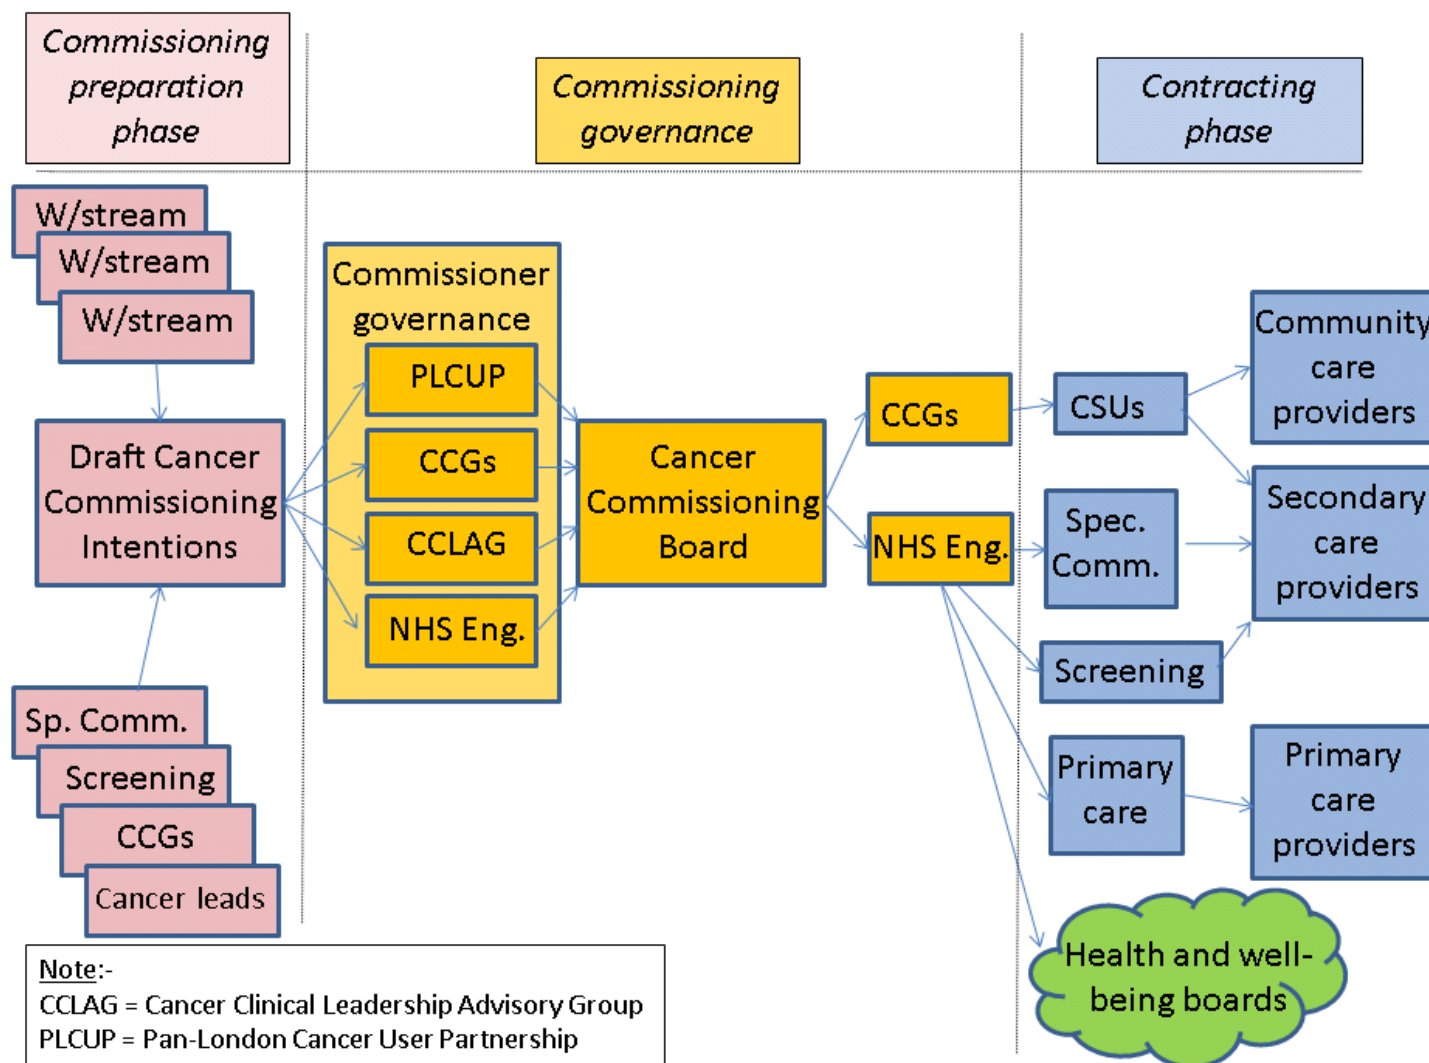 Commissioning
preparation
phase
Commissioning
governance
Contracting
phase
W/stream
W/stream
W/stream
Draft Cancer
Commissioning
Intentions
Sp. Comm.
Screening
CCGs
Cancer leads
Commissioner
governance
PLCUP
CCGs
CCLAG
NHS Eng.
Cancer
Commissioning
Board
CCGs
NHS Eng.
CSUs
Spec.
Comm.
Screening
Primary
care
Community
care
providers
Secondary
care
providers
Primary
care
providers
Health and well-
being boards
Note:-
CCLAG = Cancer Clinical Leadership Advisory Group
PLCUP = Pan-London Cancer User Partnership